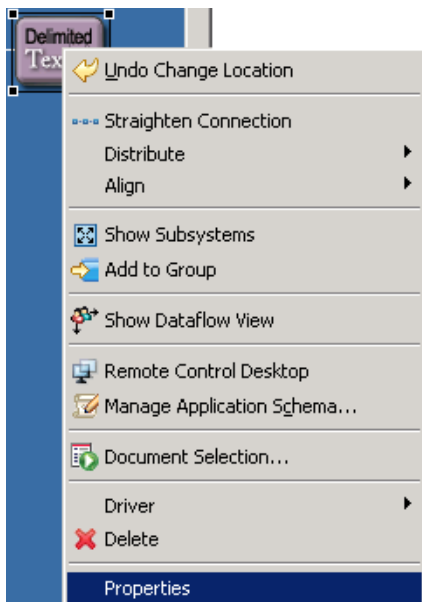 Delimited
Tex
Undo Change Location
Straighten Connection
Distribute
Align
Show Subsystems
Add to Group
Show Dataflow View
Remote Control Desktop
Manage Application Schema...
Document Selection...
Driver
Delete
Properties